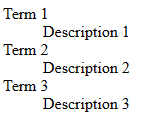 Term 1
Description 1
Term 2
Description 2
Term 3
Description 3